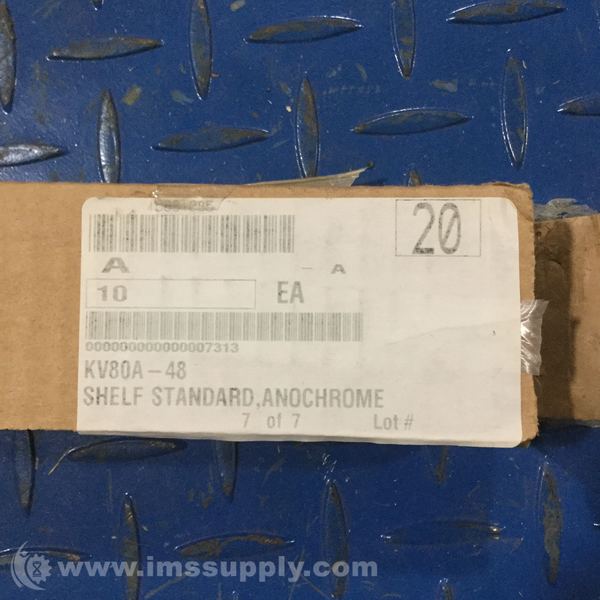 20
A - A
10 EA
000000000000007313
KV80A-48
SHELF STANDARD,ANOCHROME
7 of 7 Lot #
www.imssupply.com